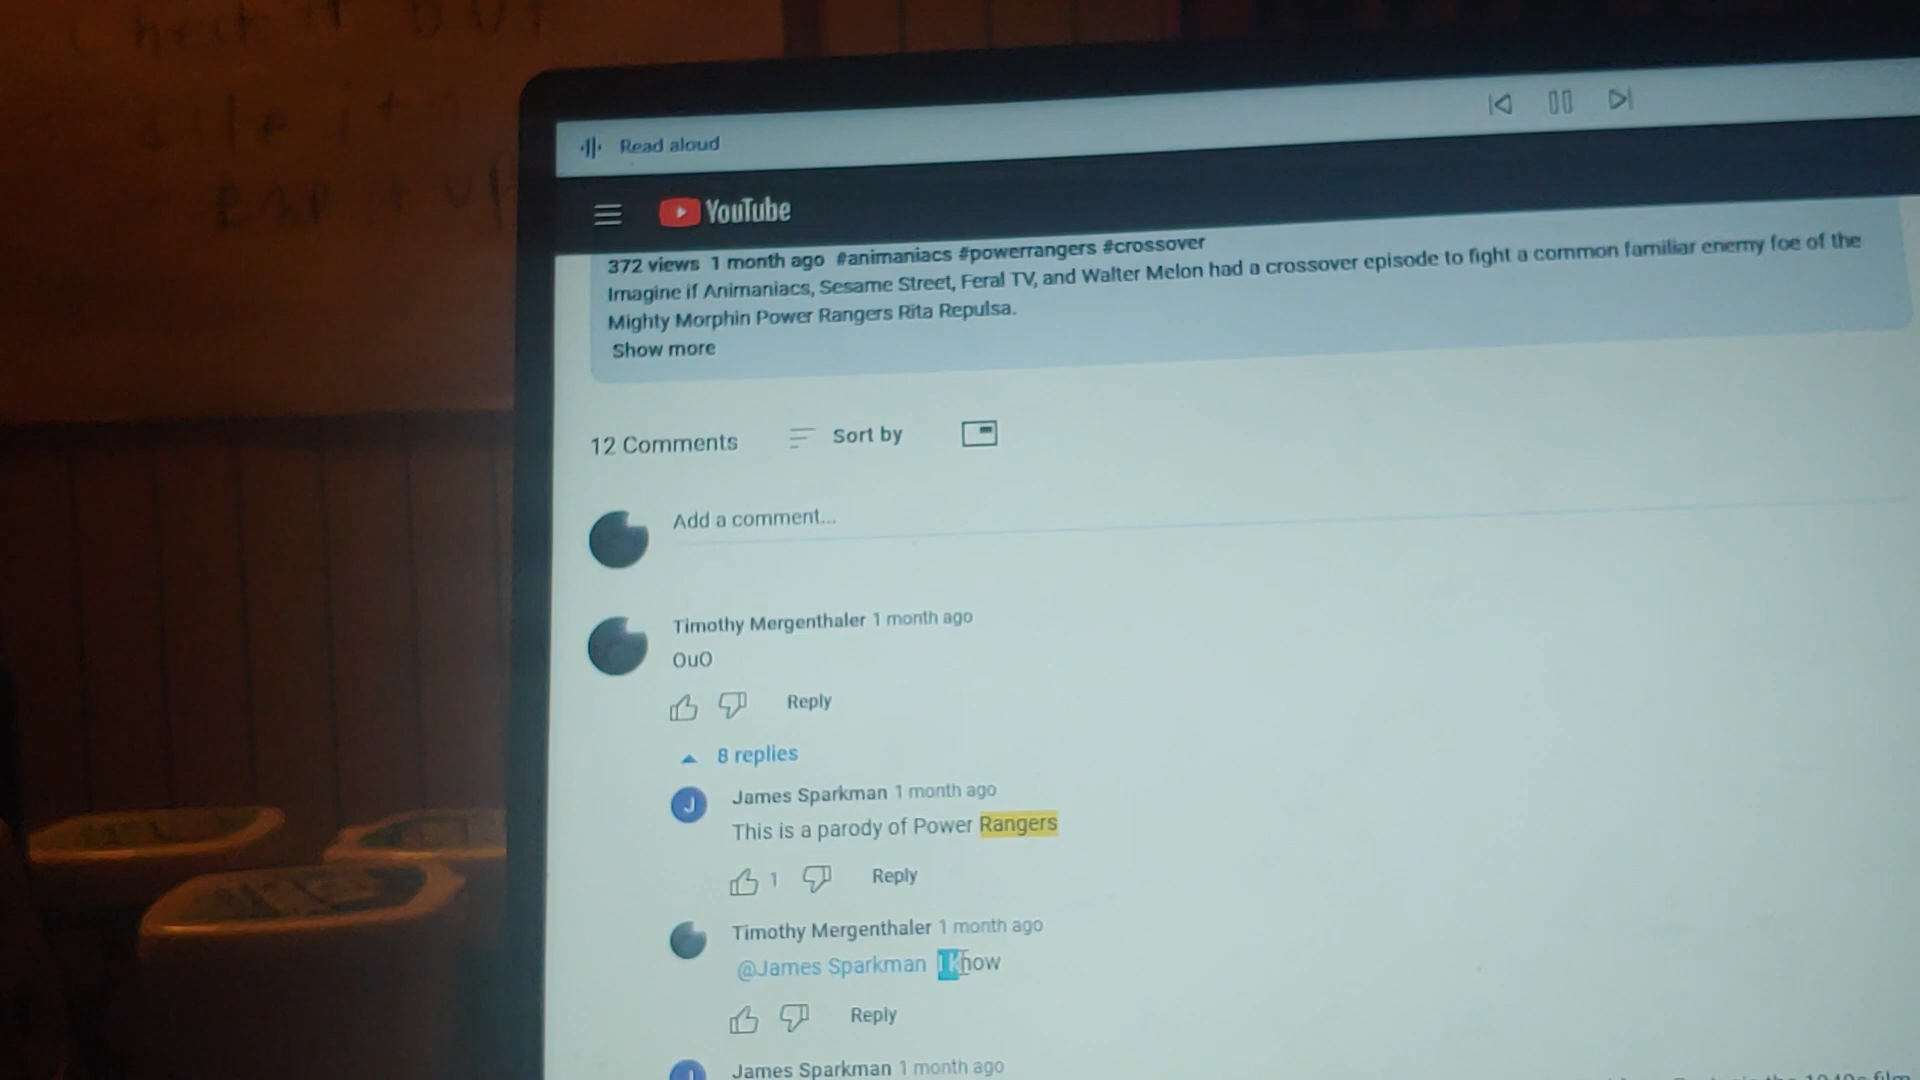 Read aloud
YouTube
372 views 1 month ago #animaniacs #powerrangers #crossover
Imagine if Animaniacs, Sesame Street, Feral TV, and Walter Melon had a crossover episode to fight a common familiar enemy foe of the
Mighty Morphin Power Rangers Rita Repulsa.
Show more
12 Comments Sort by
Add a comment...
Timothy Mergenthaler 1 month ago
OuO
Reply
8 replies
J
James Sparkman 1 month ago
This is a parody of Power Rangers
1 Reply
Timothy Mergenthaler 1 month ago
@James Sparkman I know
Reply
James Sparkman 1 month ago